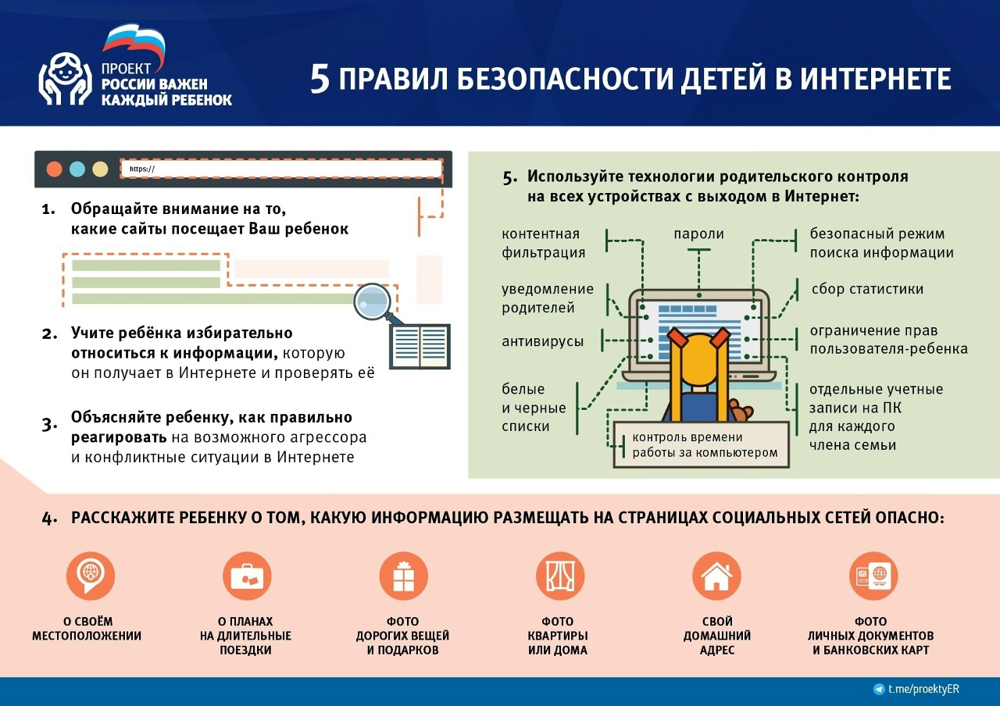 ПРОЕКТ
РОССИИ ВАЖЕН
КАЖДЫЙ РЕБЕНОК
5 ПРАВИЛ БЕЗОПАСНОСТИ ДЕТЕЙ В ИНТЕРНЕТЕ
https://
1. Обращайте внимание на то,
какие сайты посещает Ваш ребенок
2. Учите ребёнка избирательно
относиться к информации, которую
он получает в Интернете и проверять её
3. Объясняйте ребенку, как правильно
реагировать на возможного агрессора
и конфликтные ситуации в Интернете
5. Используйте технологии родительского контроля
на всех устройствах с выходом в Интернет:
контентная
фильтрация
пароли
безопасный режим
поиска информации
уведомление
родителей
сбор статистики
антивирусы
ограничение прав
пользователя-ребенка
белые
и черные
списки
отдельные учетные
записи на ПК
для каждого
члена семьи
контроль времени
работы за компьютером
4. РАССКАЖИТЕ РЕБЕНКУ О ТОМ, КАКУЮ ИНФОРМАЦИЮ РАЗМЕЩАТЬ НА СТРАНИЦАХ СОЦИАЛЬНЫХ СЕТЕЙ ОПАСНО:
О СВОЁМ
МЕСТОПОЛОЖЕНИИ
О ПЛАНАХ
НА ДЛИТЕЛЬНЫЕ
ПОЕЗДКИ
ФОТО
ДОРОГИХ ВЕЩЕЙ
И ПОДАРКОВ
ФОТО
КВАРТИРЫ
ИЛИ ДОМА
СВОЙ
ДОМАШНИЙ
АДРЕС
ФОТО
ЛИЧНЫХ ДОКУМЕНТОВ
И БАНКОВСКИХ КАРТ
t.me/proektyER